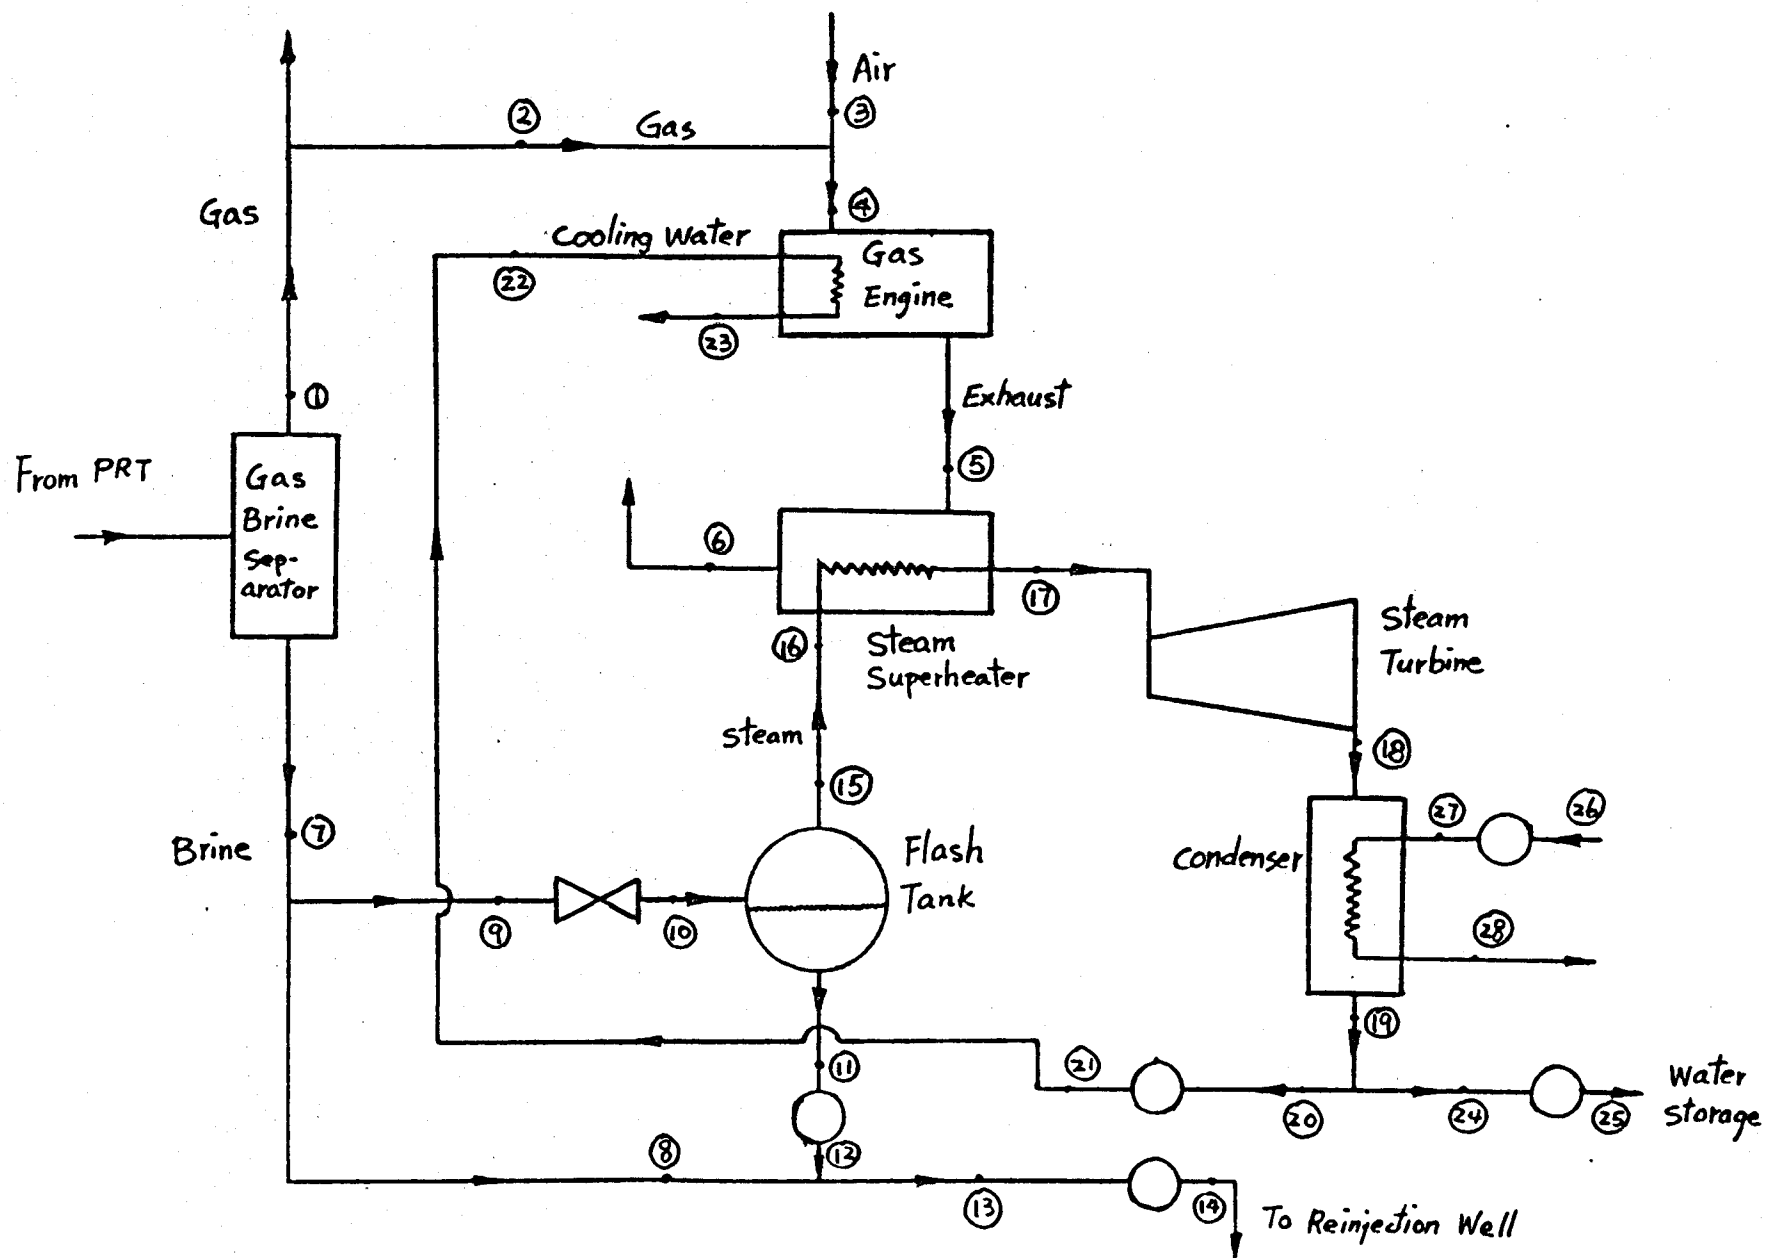 Air
③
②
Gas
④
Gas
Cooling Water
Gas
Engine
㉒
㉓
①
Exhaust
From PRT
Gas
Brine
Sep-
arator
⑤
⑥
⑰
Steam
Superheater
⑯
Steam
Turbine
Steam
⑱
⑮
㉗
㉖
⑦
Brine
Flash
Tank
Condenser
⑨
⑩
㉘
⑲
㉑
⑪
Water
Storage
⑳
㉔
㉕
⑧
⑫
⑬
⑭
To Reinjection Well